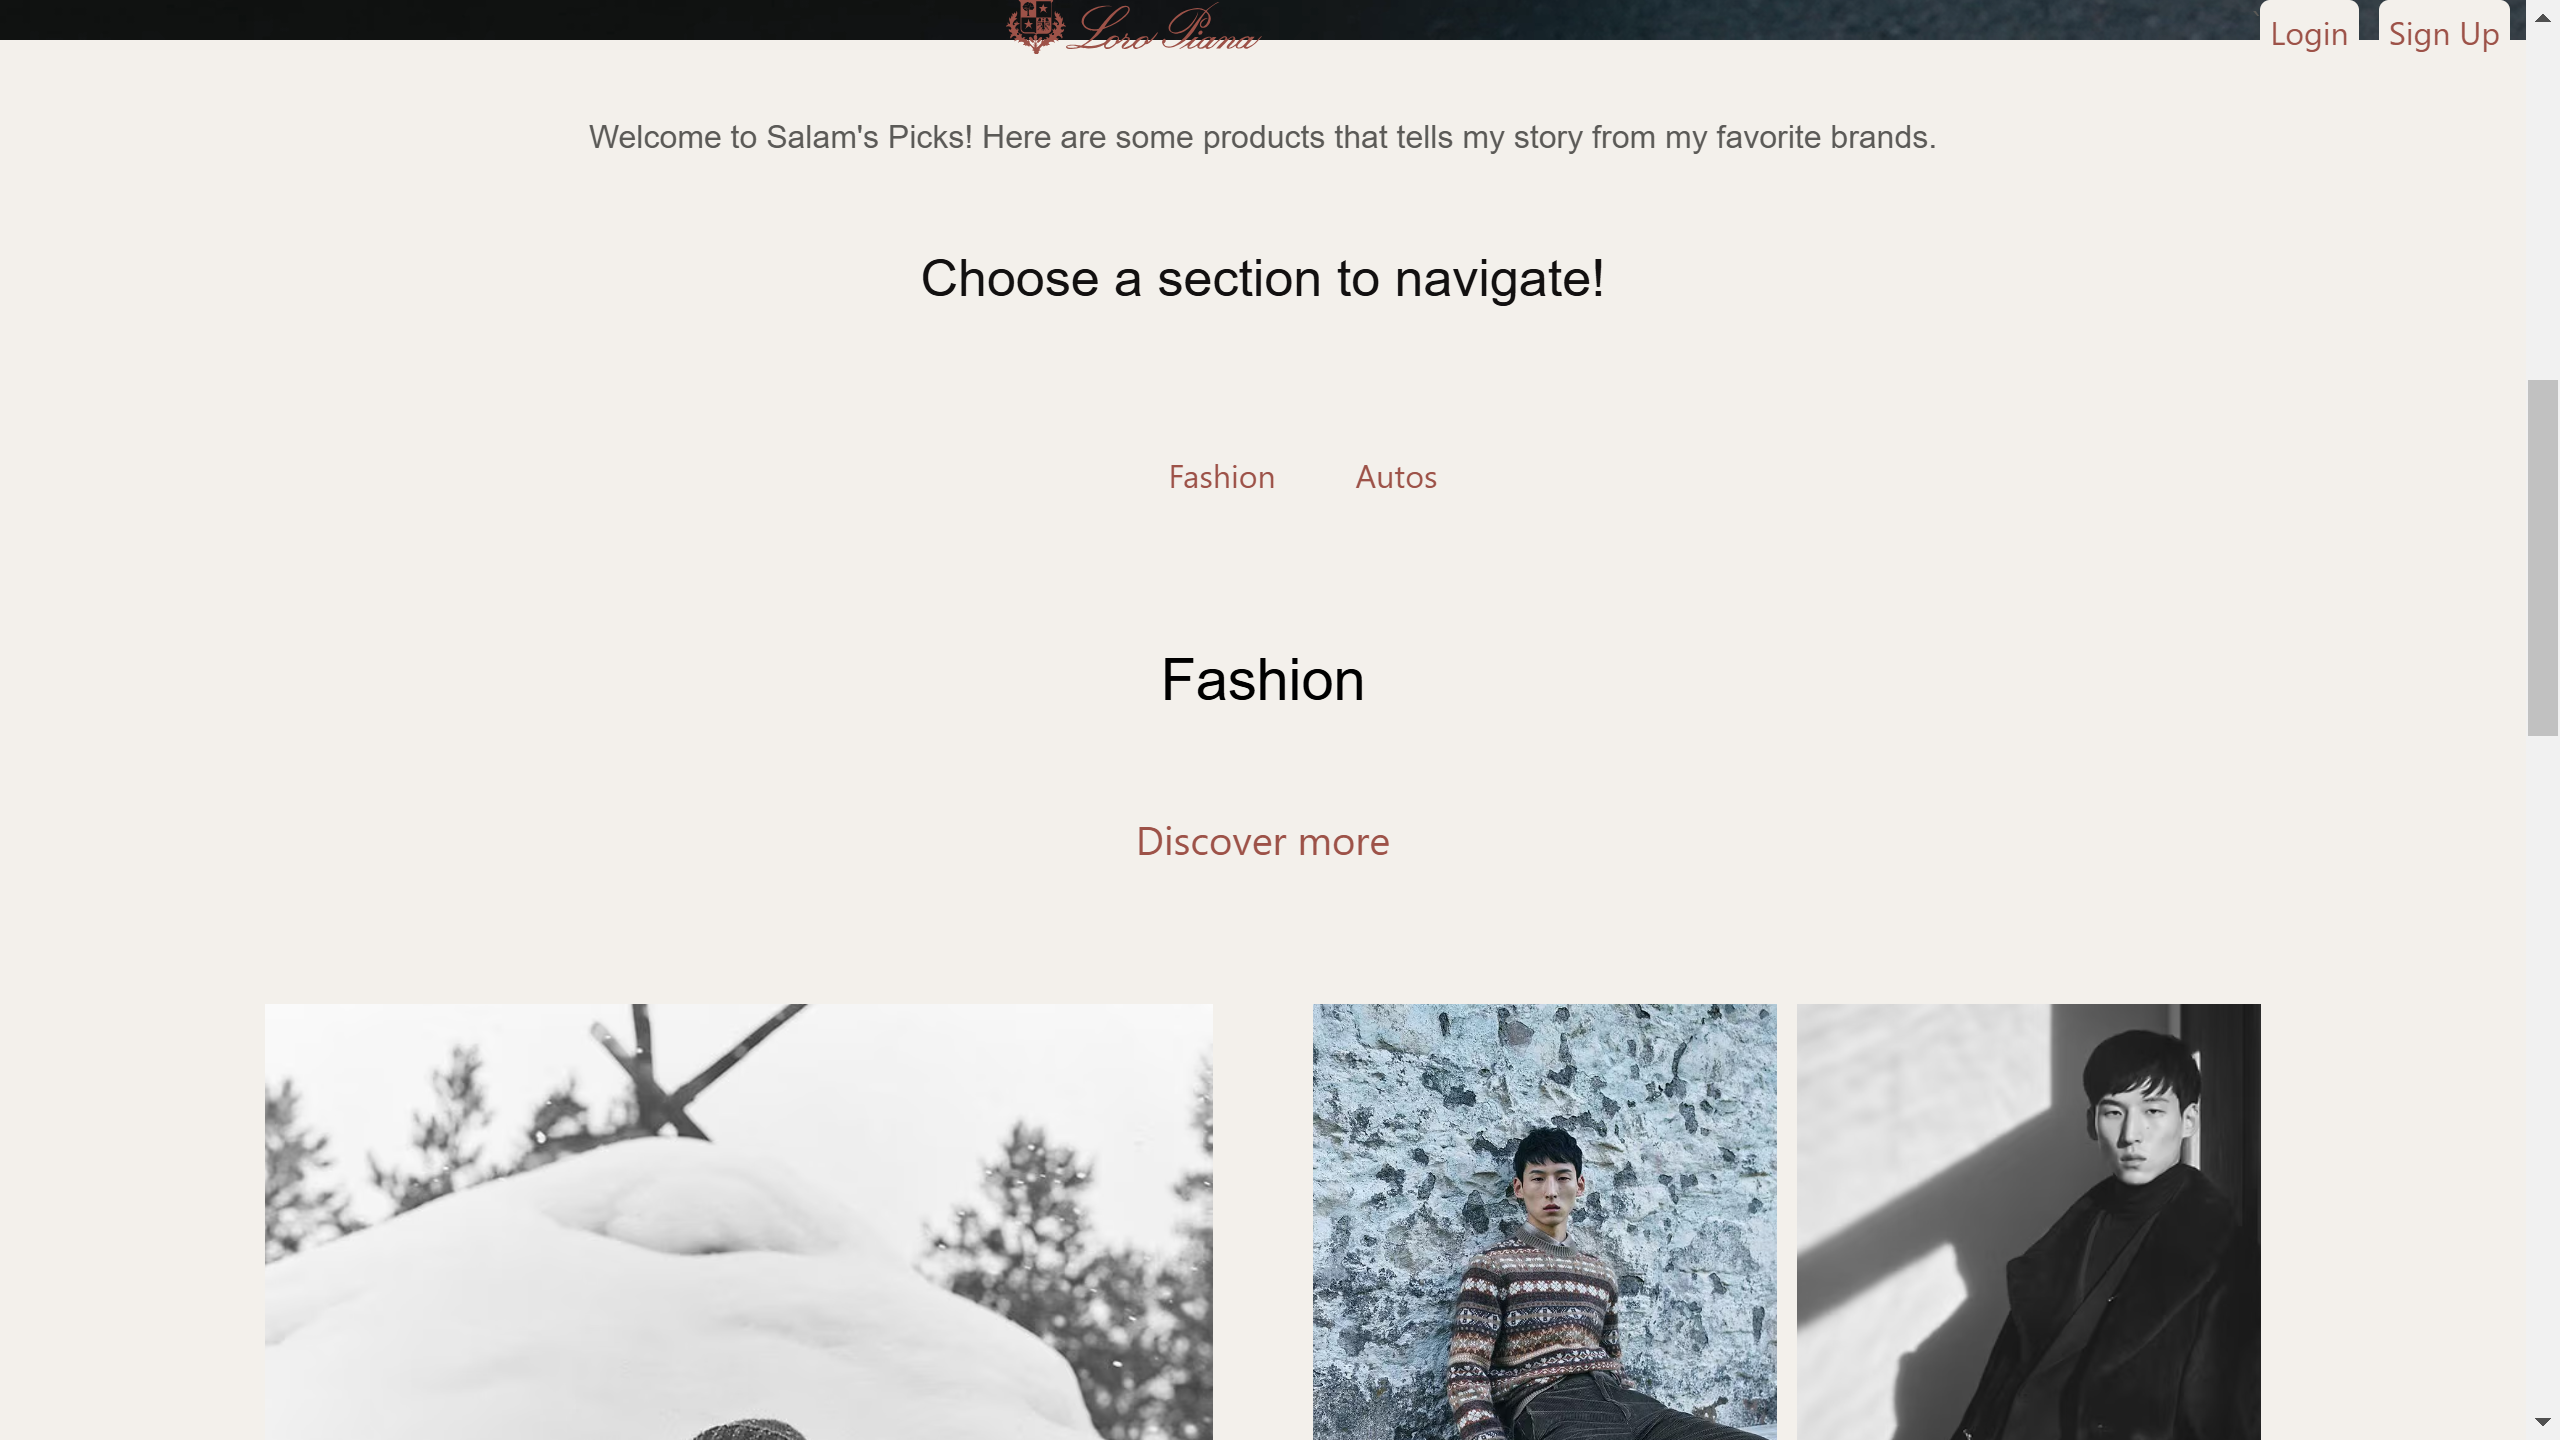 Loro Piana
Login
Sign Up
Welcome to Salam's Picks! Here are some products that tells my story from my favorite brands.
Choose a section to navigate!
Fashion
Autos
Fashion
Discover more